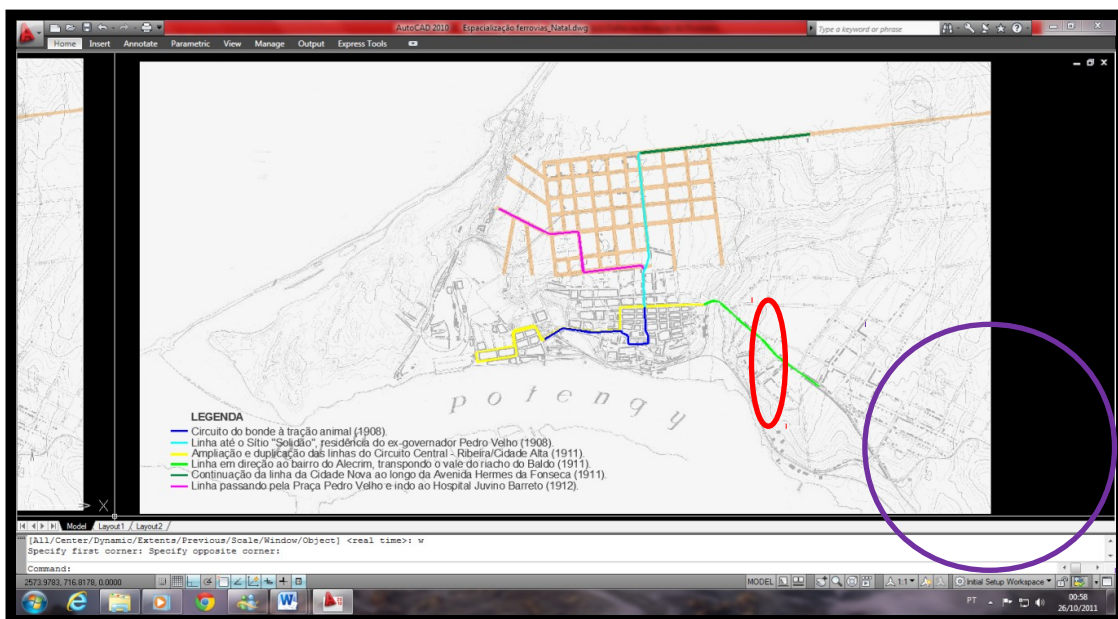 AutoCAD 2010 Espacialização ferrovias_Natal.dwg
Type a keyword or phrase
Home Insert Annotate Parametric View Manage Output Express Tools
Potengy
LEGENDA
Circuito do bonde à tração animal (1908).
Linha até o Sítio "Solidão", residência do ex-governador Pedro Velho (1908).
Ampliação e duplicação das linhas do Circuito Central - Ribeira/Cidade Alta (1911).
Linha em direção ao bairro do Alecrim, transpondo o vale do riacho do Baldo (1911).
Continuação da linha da Cidade Nova ao longo da Avenida Hermes da Fonseca (1911).
Linha passando pela Praça Pedro Velho e indo ao Hospital Juvino Barreto (1912).
X
Model Layout1 Layout2
[All/Center/Dynamic/Extents/Previous/Scale/Window/Object] <real time>: w
Specify first corner: Specify opposite corner:
Command:
2573.9783, 716.8178, 0.0000 MODEL 1:1 Initial Setup Workspace
PT 00:58
26/10/2011